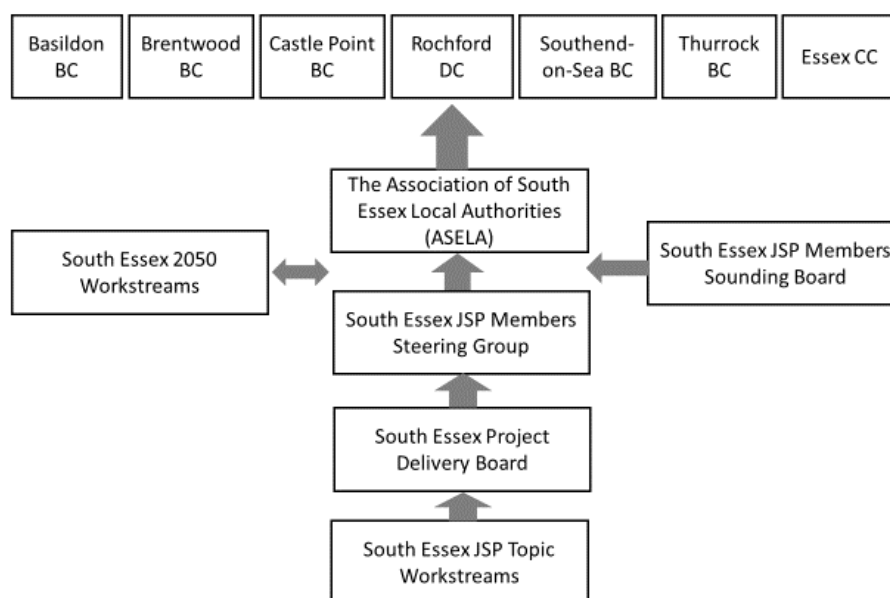 Basildon
BC
Brentwood
BC
Castle Point
BC
Rochford
DC
Southend-
on-Sea BC
Thurrock
BC
Essex CC
The Association of South
Essex Local Authorities
(ASELA)
South Essex 2050
Workstreams
South Essex JSP Members
Sounding Board
South Essex JSP Members
Steering Group
South Essex Project
Delivery Board
South Essex JSP Topic
Workstreams